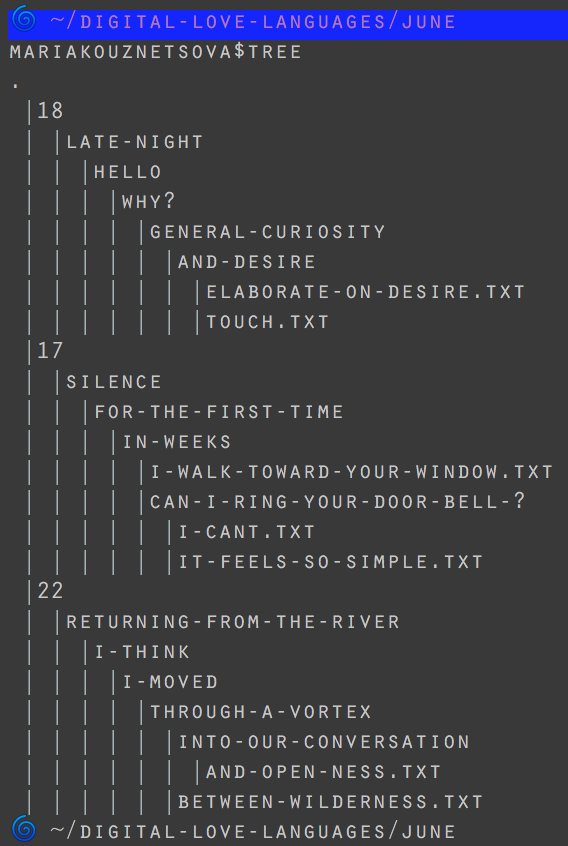 🌀 ~/DIGITAL-LOVE-LANGUAGES/JUNE
MARIAKOUZNETSOVA$TREE
.
|18
| |LATE-NIGHT
| | |HELLO
| | | |WHY?
| | | | |GENERAL-CURIOSITY
| | | | | |AND-DESIRE
| | | | | | |ELABORATE-ON-DESIRE.TXT
| | | | | | |TOUCH.TXT
|17
| |SILENCE
| | |FOR-THE-FIRST-TIME
| | | |IN-WEEKS
| | | | |I-WALK-TOWARD-YOUR-WINDOW.TXT
| | | | |CAN-I-RING-YOUR-DOOR-BELL-?
| | | | | |I-CANT.TXT
| | | | | |IT-FEELS-SO-SIMPLE.TXT
|22
| |RETURNING-FROM-THE-RIVER
| | |I-THINK
| | | |I-MOVED
| | | | |THROUGH-A-VORTEX
| | | | | |INTO-OUR-CONVERSATION
| | | | | | |AND-OPEN-NESS.TXT
| | | | | |BETWEEN-WILDERNESS.TXT
🌀 ~/DIGITAL-LOVE-LANGUAGES/JUNE